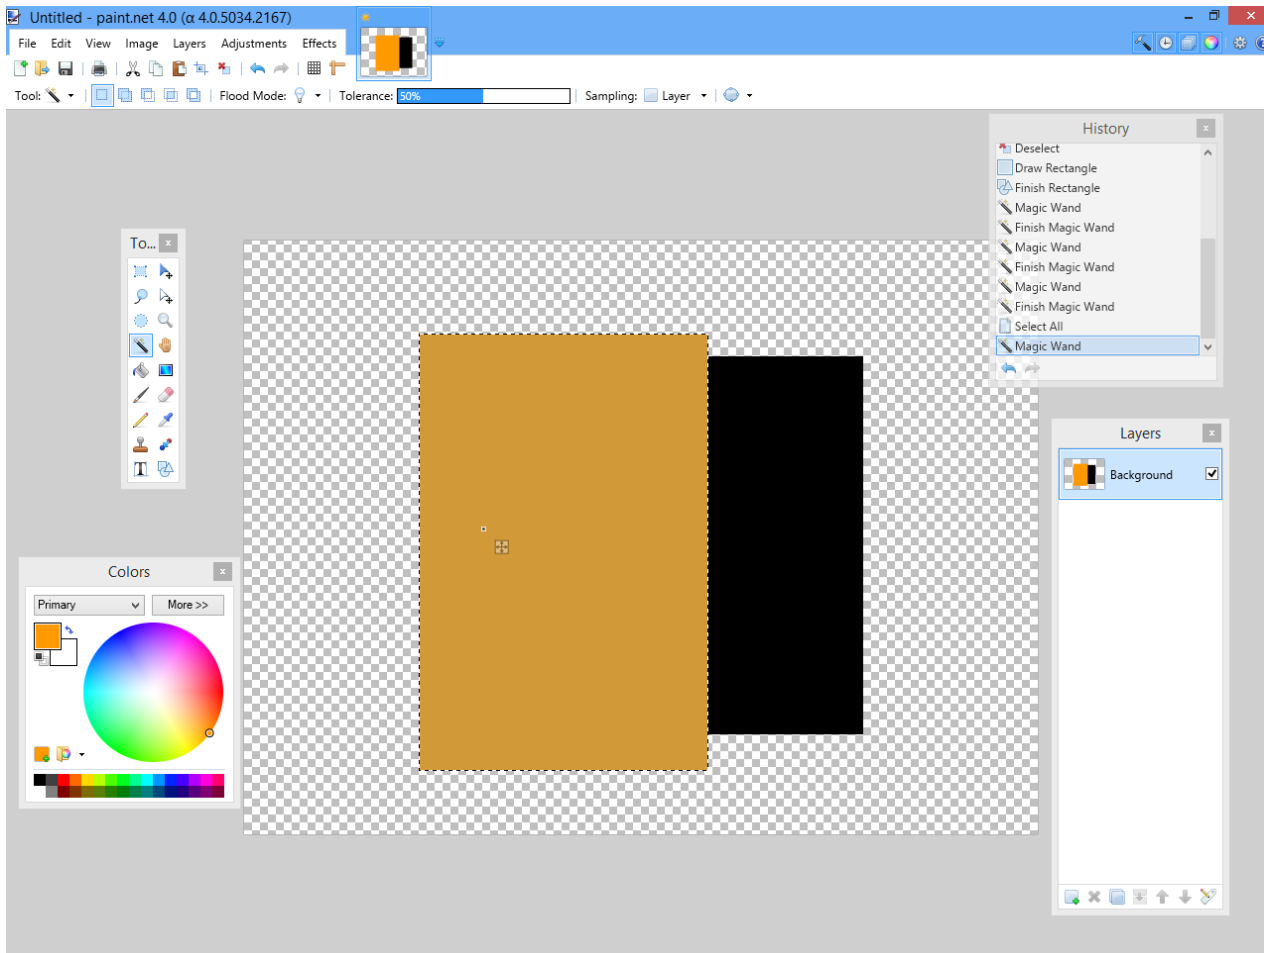 Untitled - paint.net 4.0 (α 4.0.5034.2167)
File Edit View Image Layers Adjustments Effects
Tool: Flood Mode: Tolerance: 50% Sampling: Layer
History
Deselect
Draw Rectangle
Finish Rectangle
Magic Wand
Finish Magic Wand
Magic Wand
Finish Magic Wand
Magic Wand
Finish Magic Wand
Select All
Magic Wand
To...
Layers
Background
Colors
Primary More >>